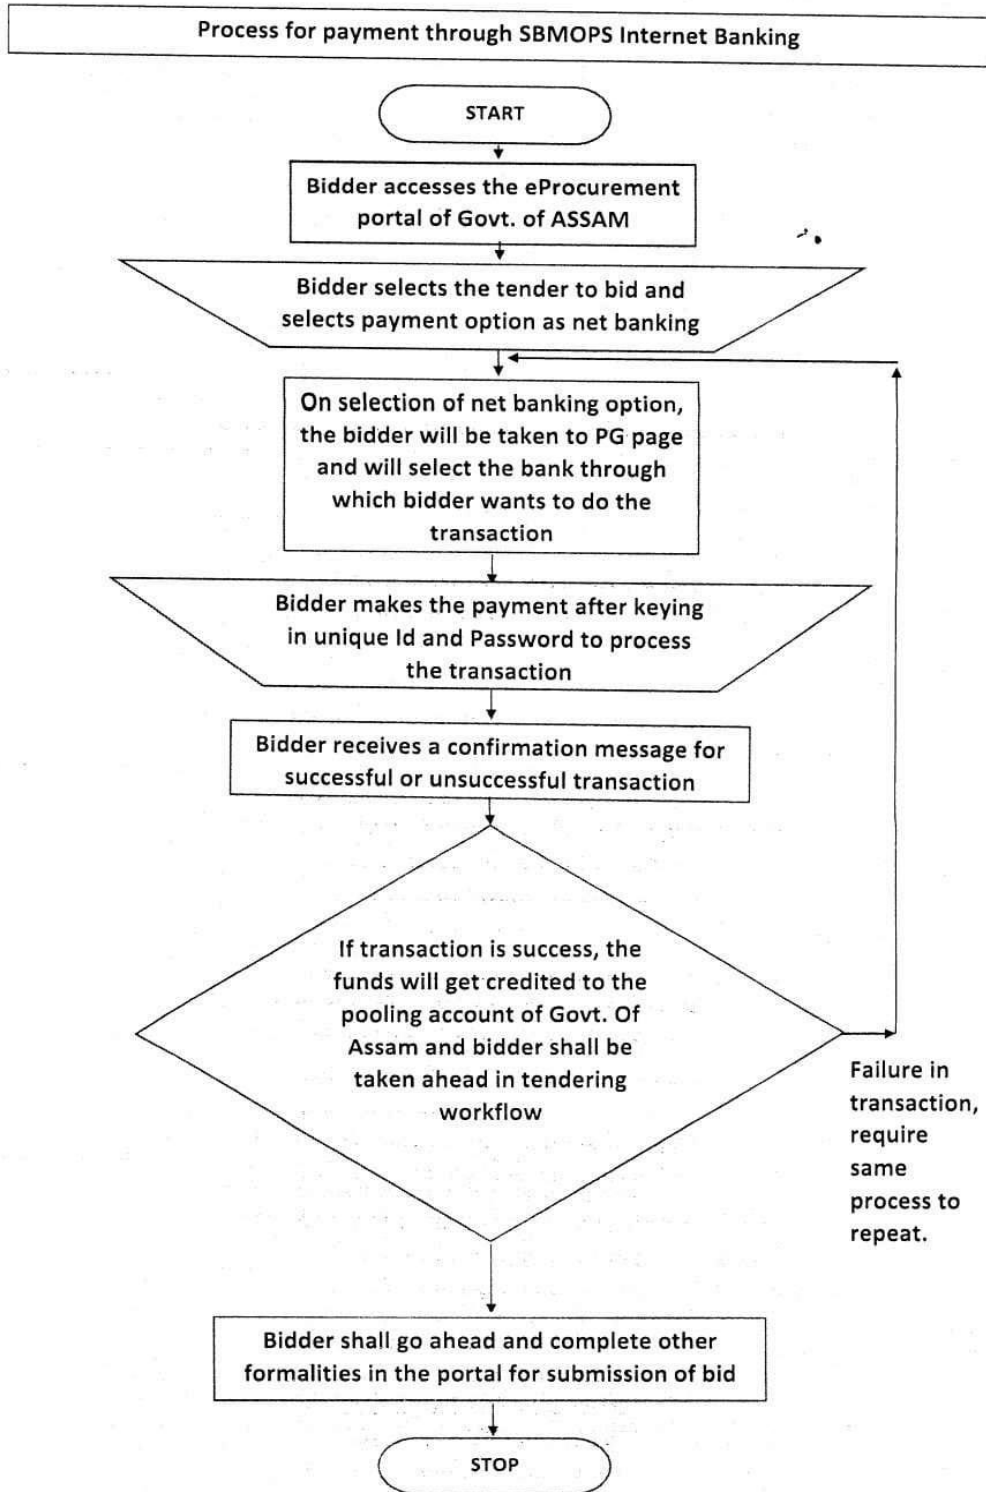 Process for payment through SBMOPS Internet Banking
START
Bidder accesses the eProcurement
portal of Govt. of ASSAM
Bidder selects the tender to bid and
selects payment option as net banking
On selection of net banking option,
the bidder will be taken to PG page
and will select the bank through
which bidder wants to do the
transaction
Bidder makes the payment after keying
in unique Id and Password to process
the transaction
Bidder receives a confirmation message for
successful or unsuccessful transaction
If transaction is success, the
funds will get credited to the
pooling account of Govt. Of
Assam and bidder shall be
taken ahead in tendering
workflow
Failure in
transaction,
require
same
process to
repeat.
Bidder shall go ahead and complete other
formalities in the portal for submission of bid
STOP